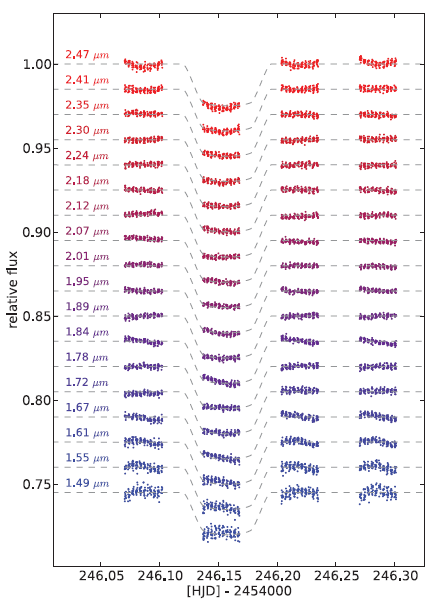 2.47 μm
1.00
2.41 μm
2.35 μm
2.30 μm
0.95
2.24 μm
2.18 μm
2.12 μm
2.07 μm
0.90
2.01 μm
1.95 μm
1.89 μm
0.85
1.84 μm
1.78 μm
1.72 μm
0.80
1.67 μm
1.61 μm
1.55 μm
0.75
1.49 μm
relative flux
246.05 246.10 246.15 246.20 246.25 246.30
[HJD] - 2454000